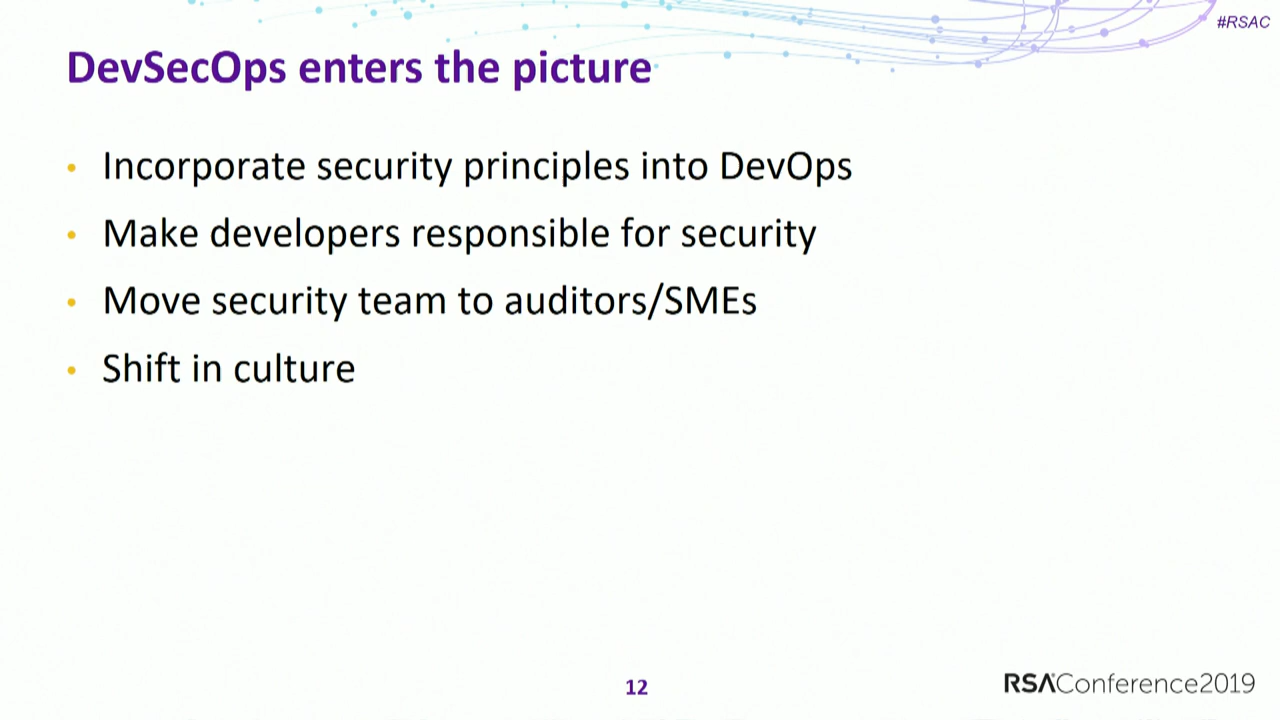 #RSAC
DevSecOps enters the picture
• Incorporate security principles into DevOps
• Make developers responsible for security
• Move security team to auditors/SMEs
• Shift in culture
12
RSAConference2019